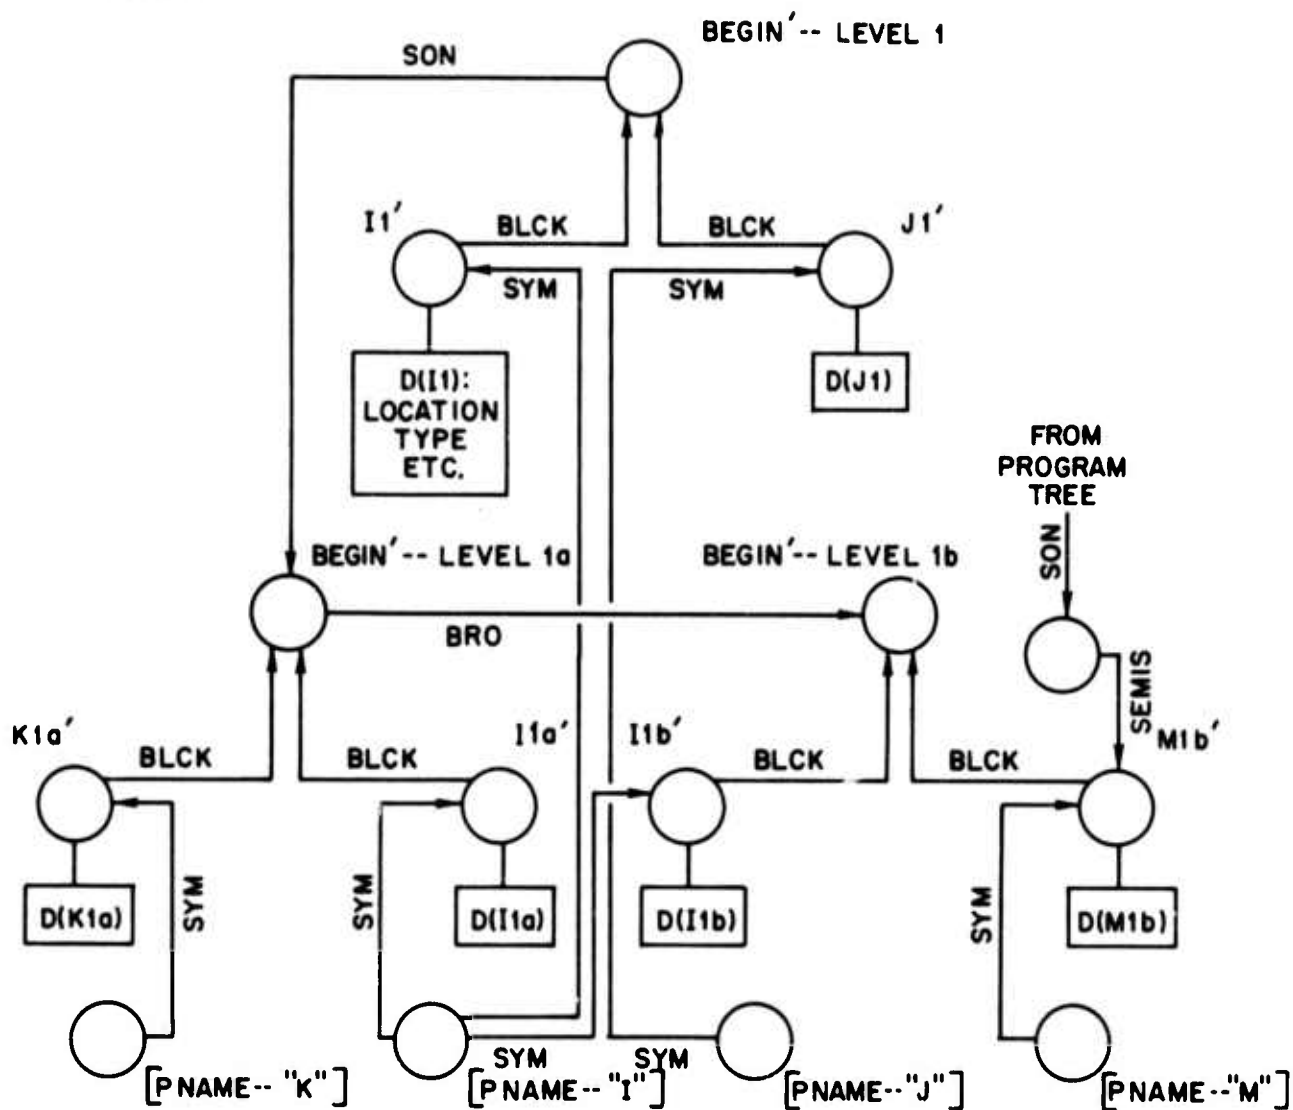 BEGIN′-- LEVEL 1
SON
I1′
BLCK
BLCK
J1′
SYM
SYM
D(I1):
LOCATION
TYPE
ETC.
D(J1)
FROM
PROGRAM
TREE
SON
BEGIN′-- LEVEL 1a
BEGIN′-- LEVEL 1b
BRO
SEMIS
K1a′
BLCK
BLCK
I1a′
I1b′
BLCK
BLCK
M1b′
D(K1a)
SYM
SYM
D(I1a)
D(I1b)
SYM
D(M1b)
SYM
SYM
[PNAME-- "K"]
[PNAME-- "I"]
[PNAME--"J"]
[PNAME--"M"]